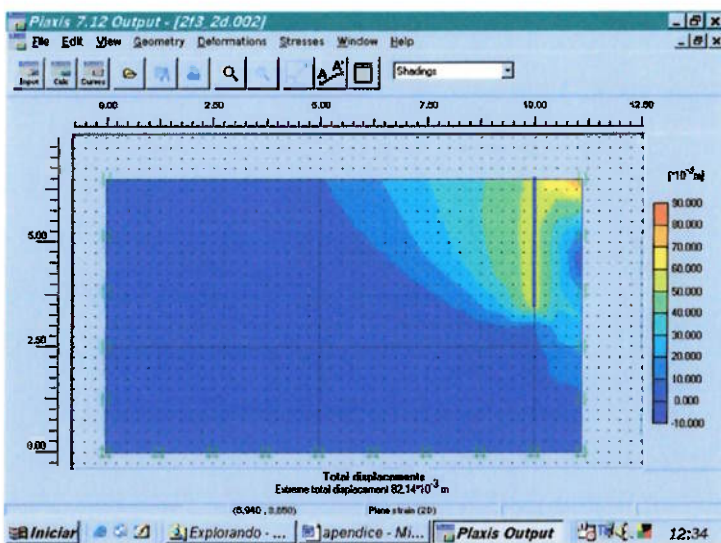 Plaxis 7.12 Output - [2f3_2d.002]
File Edit View Geometry Deformations Stresses Window Help
Input Calc Curves A A' Shadings
0.00 2.50 5.00 7.50 10.00 12.50
[*10⁻³m]
90.000
80.000
70.000
60.000
50.000
40.000
30.000
20.000
10.000
0.000
-10.000
5.00
2.50
0.00
Total displacements
Extreme total displacement 82,14*10⁻³ m
Plane strain (2D)
Iniciar Explorando - ... apendice - Mi... Plaxis Output 12:34